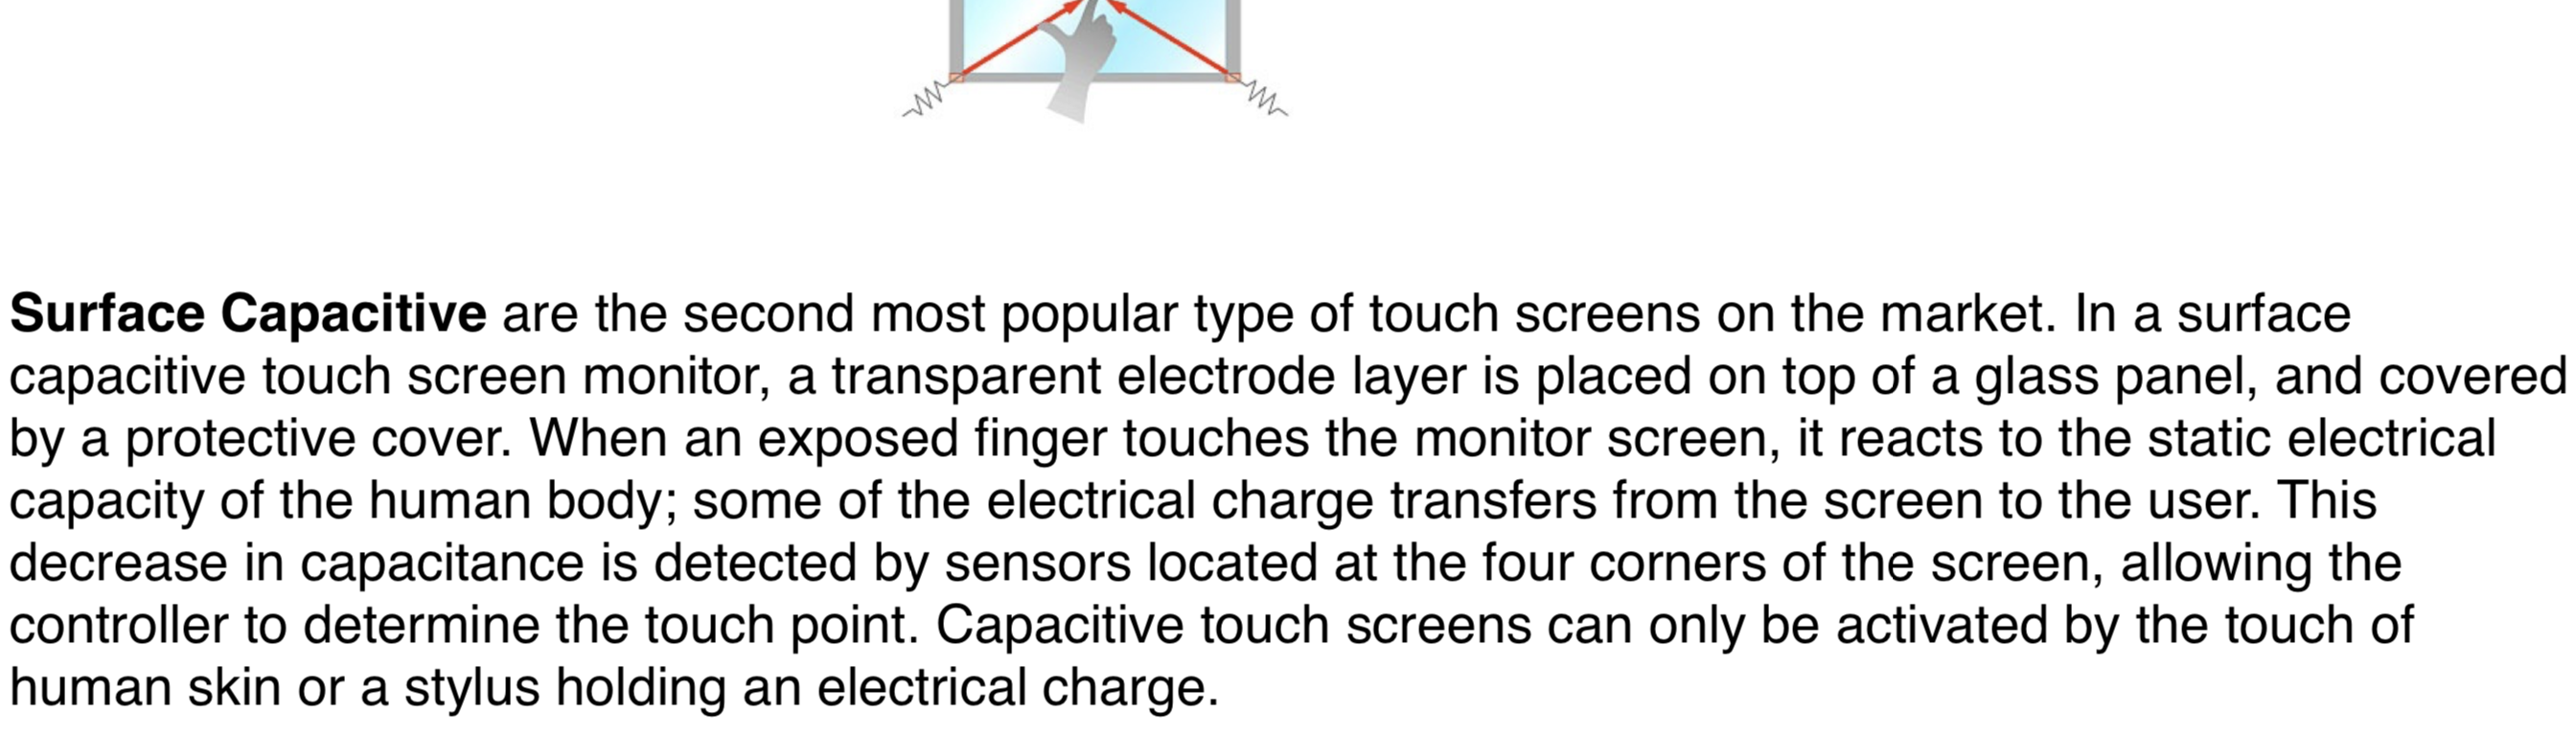 Surface Capacitive are the second most popular type of touch screens on the market. In a surface
capacitive touch screen monitor, a transparent electrode layer is placed on top of a glass panel, and covered
by a protective cover. When an exposed finger touches the monitor screen, it reacts to the static electrical
capacity of the human body; some of the electrical charge transfers from the screen to the user. This
decrease in capacitance is detected by sensors located at the four corners of the screen, allowing the
controller to determine the touch point. Capacitive touch screens can only be activated by the touch of
human skin or a stylus holding an electrical charge.